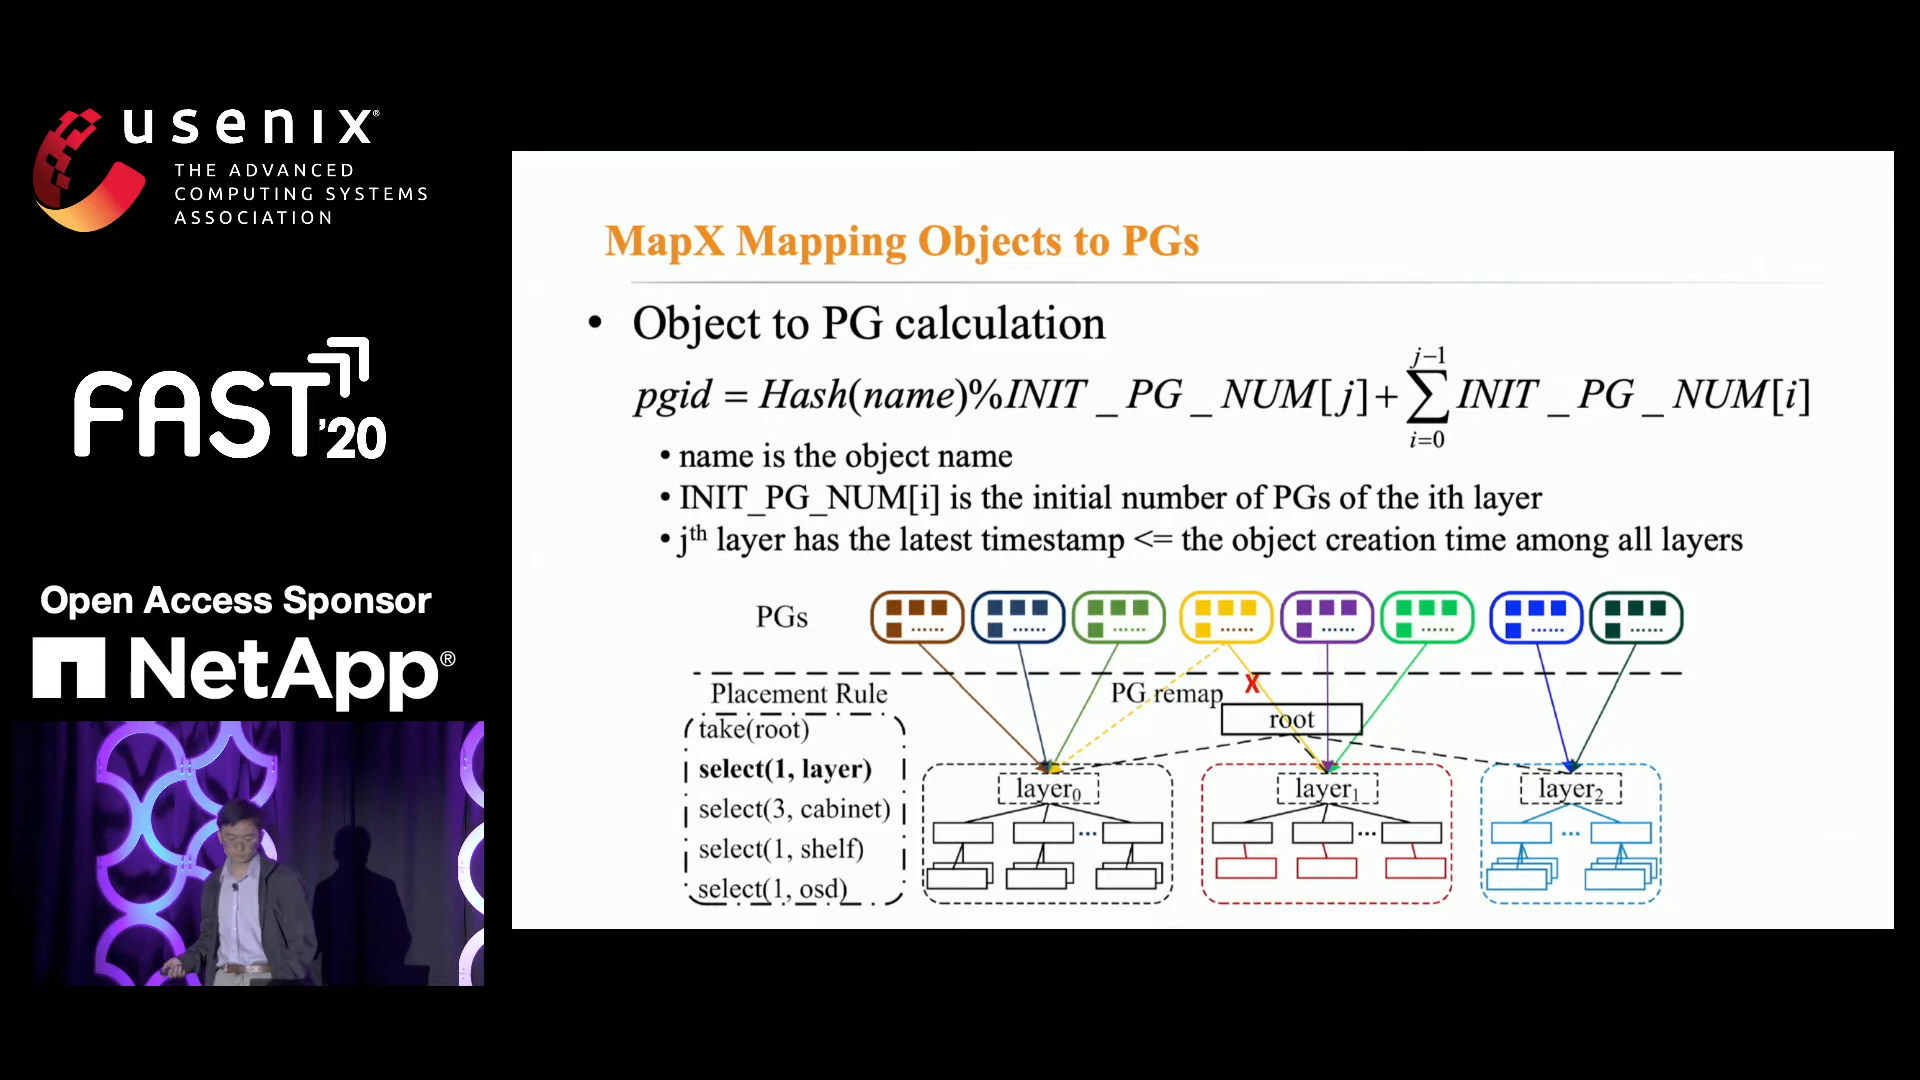 usenix®
THE ADVANCED
COMPUTING SYSTEMS
ASSOCIATION
FAST '20
Open Access Sponsor
NetApp®
MapX Mapping Objects to PGs
• Object to PG calculation
pgid = Hash(name)%INIT _ PG _ NUM[j]+ \sum_{i=0}^{j-1} INIT _ PG _ NUM[i]
• name is the object name
• INIT_PG_NUM[i] is the initial number of PGs of the ith layer
• jth layer has the latest timestamp <= the object creation time among all layers
PGs
Placement Rule
PG remap
X
root
take(root)
select(1, layer)
select(3, cabinet)
select(1, shelf)
select(1, osd)
layer0
layer1
layer2